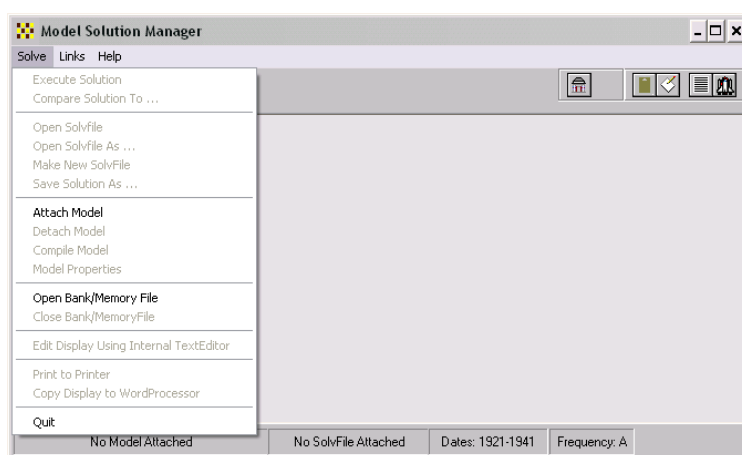 Model Solution Manager
Solve Links Help
Execute Solution
Compare Solution To ...
Open Solvfile
Open Solvfile As ...
Make New SolvFile
Save Solution As ...
Attach Model
Detach Model
Compile Model
Model Properties
Open Bank/Memory File
Close Bank/MemoryFile
Edit Display Using Internal TextEditor
Print to Printer
Copy Display to WordProcessor
Quit
No Model Attached No SolvFile Attached Dates: 1921-1941 Frequency: A